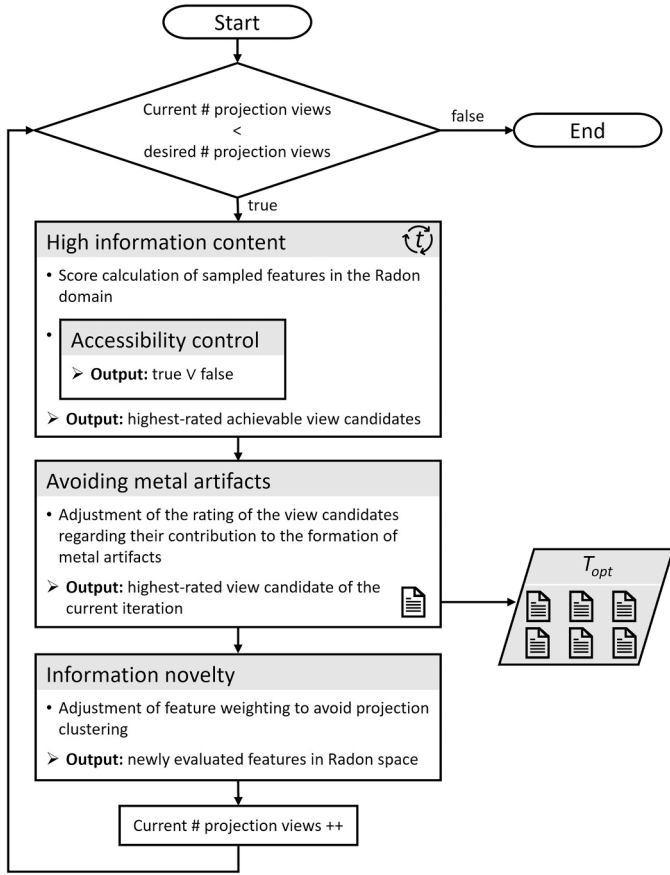 Start
Current # projection views
<
desired # projection views
false
End
true
High information content
t
• Score calculation of sampled features in the Radon
domain
•
Accessibility control
➢ Output: true ∨ false
➢ Output: highest-rated achievable view candidates
Avoiding metal artifacts
• Adjustment of the rating of the view candidates
regarding their contribution to the formation of
metal artifacts
➢ Output: highest-rated view candidate of the
current iteration
T_opt
Information novelty
• Adjustment of feature weighting to avoid projection
clustering
➢ Output: newly evaluated features in Radon space
Current # projection views ++